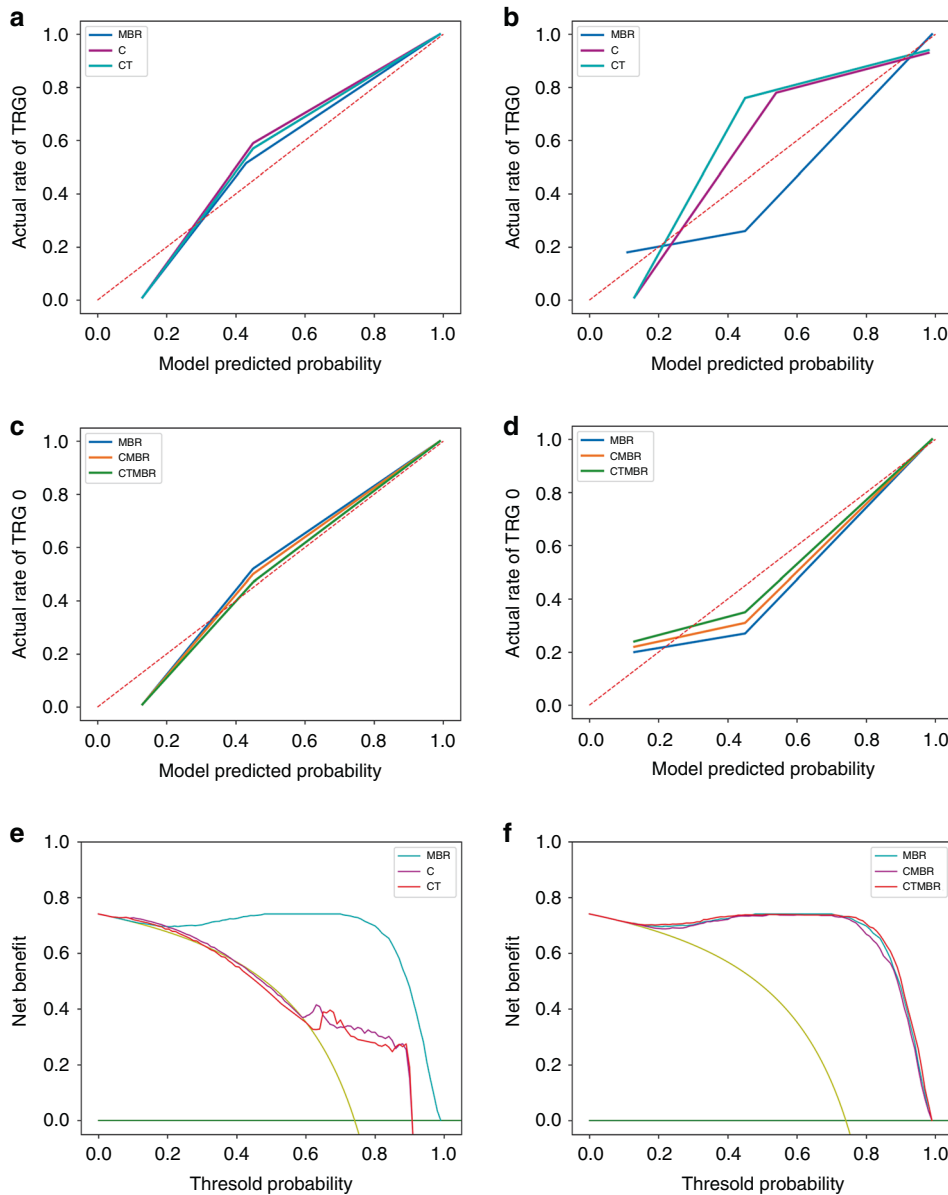 a
MBR
C
CT
Actual rate of TRG0
1.0
0.8
0.6
0.4
0.2
0.0
0.0 0.2 0.4 0.6 0.8 1.0
Model predicted probability
b
MBR
C
CT
Actual rate of TRG0
1.0
0.8
0.6
0.4
0.2
0.0
0.0 0.2 0.4 0.6 0.8 1.0
Model predicted probability
c
MBR
CMBR
CTMBR
Actual rate of TRG 0
1.0
0.8
0.6
0.4
0.2
0.0
0.0 0.2 0.4 0.6 0.8 1.0
Model predicted probability
d
MBR
CMBR
CTMBR
Actual rate of TRG 0
1.0
0.8
0.6
0.4
0.2
0.0
0.0 0.2 0.4 0.6 0.8 1.0
Model predicted probability
e
MBR
C
CT
Net benefit
1.0
0.8
0.6
0.4
0.2
0.0
0.0 0.2 0.4 0.6 0.8 1.0
Thresold probability
f
MBR
CMBR
CTMBR
Net benefit
1.0
0.8
0.6
0.4
0.2
0.0
0.0 0.2 0.4 0.6 0.8 1.0
Thresold probability